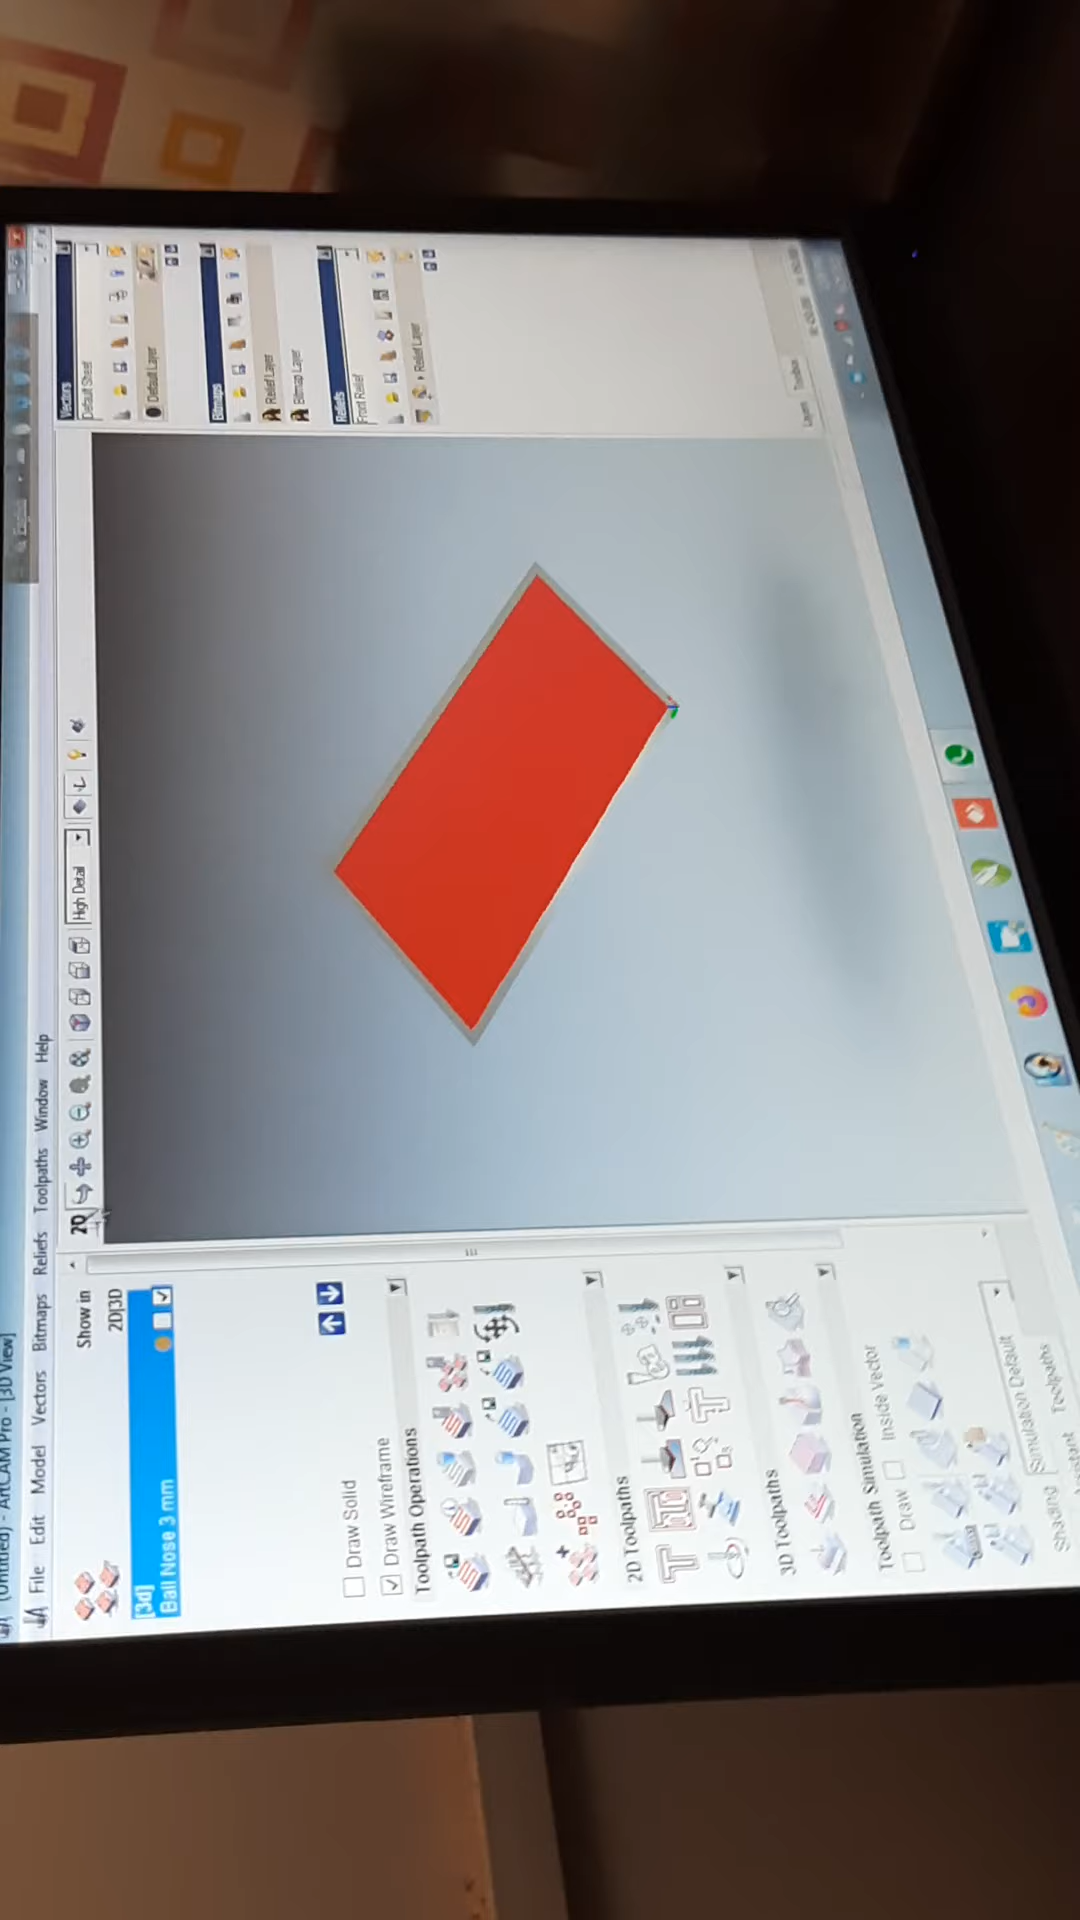 (Untitled) - ArtCAM Pro - [3D View]
File Edit Model Vectors Bitmaps Reliefs Toolpaths Window Help
Show in
2D|3D
[3d]
Ball Nose 3 mm
Draw Solid
Draw Wireframe
Toolpath Operations
2D Toolpaths
3D Toolpaths
Toolpath Simulation
Draw
Inside Vector
Simulation Default
Shading
Toolpaths
2D
High Detail
Vectors
Default Sheet
Default Layer
Bitmaps
Relief Layer
Bitmap Layer
Reliefs
Front Relief
Relief Layer
Layers
Toolbox